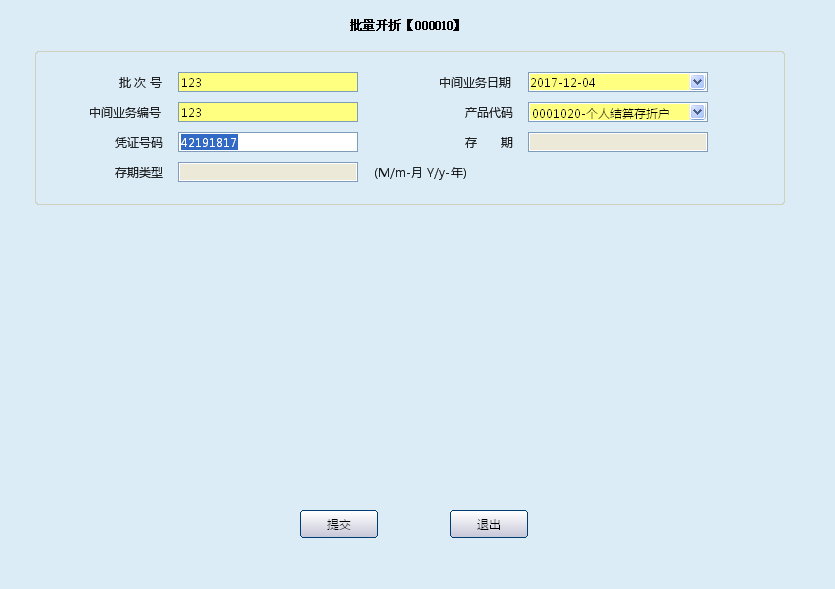 批量开折【000010】
批 次 号 123 中间业务日期 2017-12-04
中间业务编号 123 产品代码 0001020-个人结算存折户
凭证号码 42191817 存 期
存期类型 (M/m-月 Y/y-年)
提交 退出